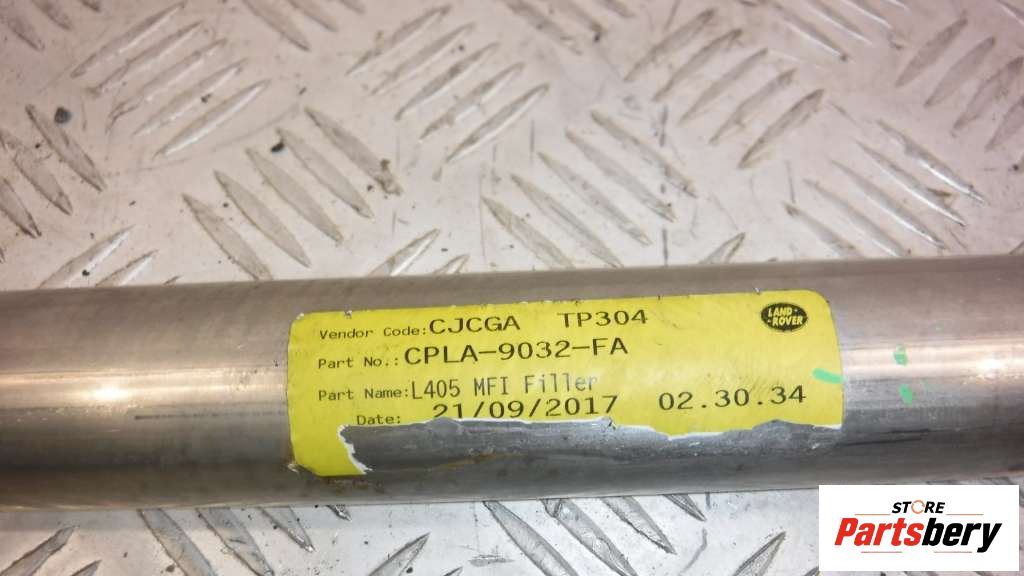 Vendor Code: CJCGA TP304
LAND
ROVER
Part No.: CPLA-9032-FA
Part Name: L405 MFI Filler
Date: 21/09/2017 02.30.34
STORE
Partsbery